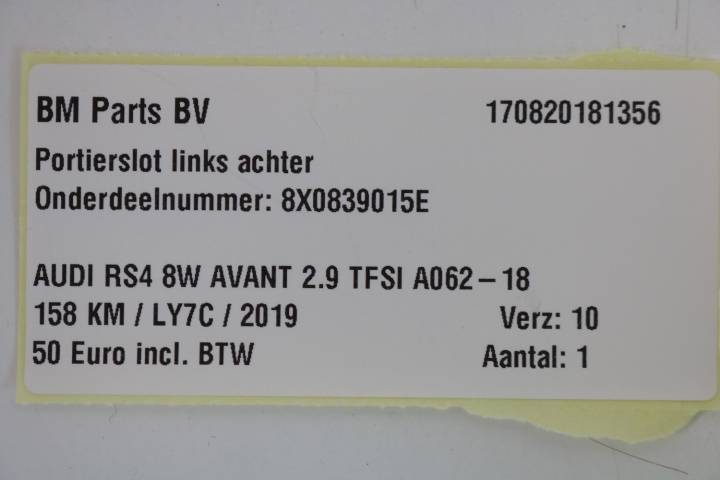 BM Parts BV 170820181356
Portierslot links achter
Onderdeelnummer: 8X0839015E
AUDI RS4 8W AVANT 2.9 TFSI A062-18
158 KM / LY7C / 2019 Verz: 10
50 Euro incl. BTW Aantal: 1